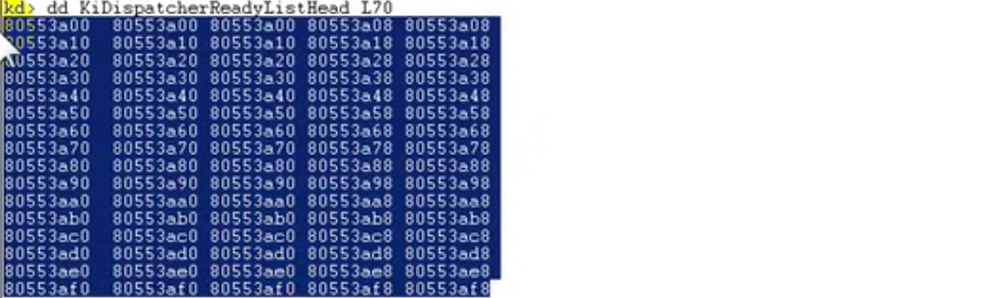 kd> dd KiDispatcherReadyListHead L70
80553a00  80553a00 80553a00 80553a08 80553a08
80553a10  80553a10 80553a10 80553a18 80553a18
80553a20  80553a20 80553a20 80553a28 80553a28
80553a30  80553a30 80553a30 80553a38 80553a38
80553a40  80553a40 80553a40 80553a48 80553a48
80553a50  80553a50 80553a50 80553a58 80553a58
80553a60  80553a60 80553a60 80553a68 80553a68
80553a70  80553a70 80553a70 80553a78 80553a78
80553a80  80553a80 80553a80 80553a88 80553a88
80553a90  80553a90 80553a90 80553a98 80553a98
80553aa0  80553aa0 80553aa0 80553aa8 80553aa8
80553ab0  80553ab0 80553ab0 80553ab8 80553ab8
80553ac0  80553ac0 80553ac0 80553ac8 80553ac8
80553ad0  80553ad0 80553ad0 80553ad8 80553ad8
80553ae0  80553ae0 80553ae0 80553ae8 80553ae8
80553af0  80553af0 80553af0 80553af8 80553af8